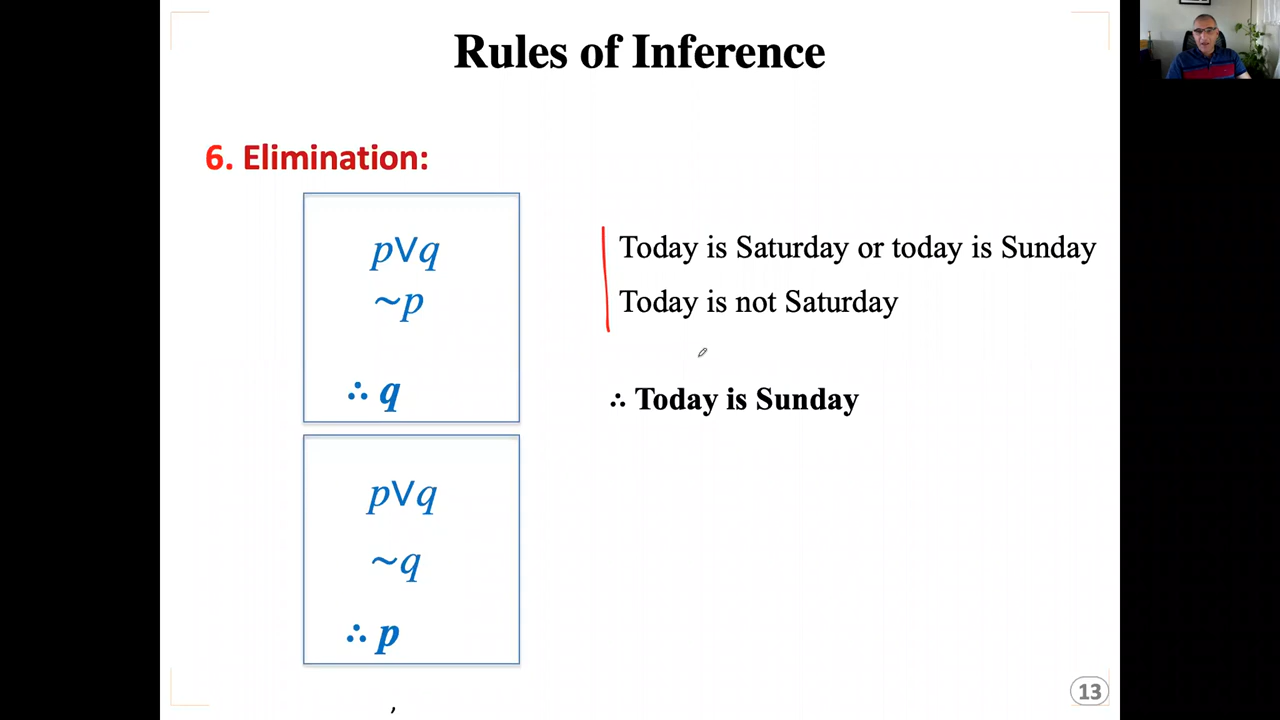 Rules of Inference
6. Elimination:
p∨q
~p
∴ q
Today is Saturday or today is Sunday
Today is not Saturday
∴ Today is Sunday
p∨q
~q
∴ p
,
13